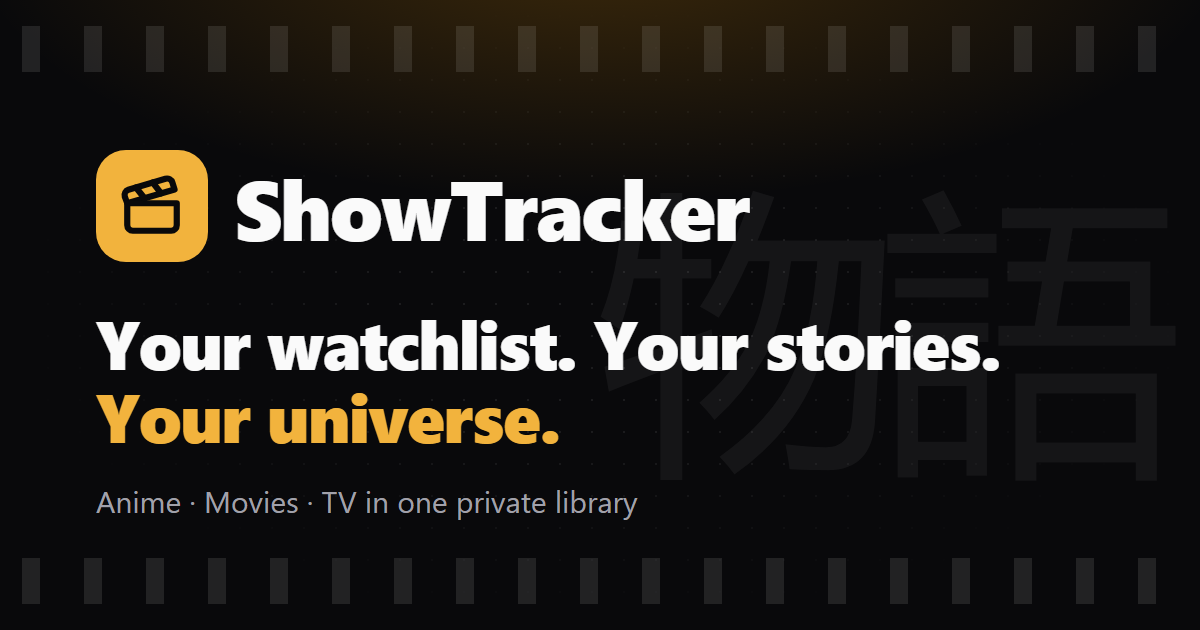 ShowTracker
物語
Your watchlist. Your stories.
Your universe.
Anime · Movies · TV in one private library